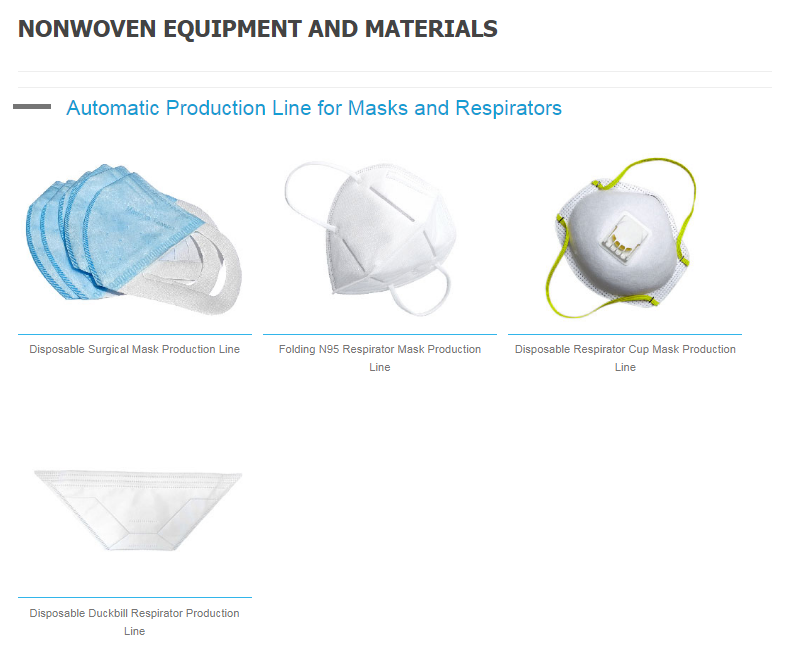 NONWOVEN EQUIPMENT AND MATERIALS
Automatic Production Line for Masks and Respirators
Disposable Surgical Mask Production Line
Folding N95 Respirator Mask Production
Line
Disposable Respirator Cup Mask Production
Line
Disposable Duckbill Respirator Production
Line